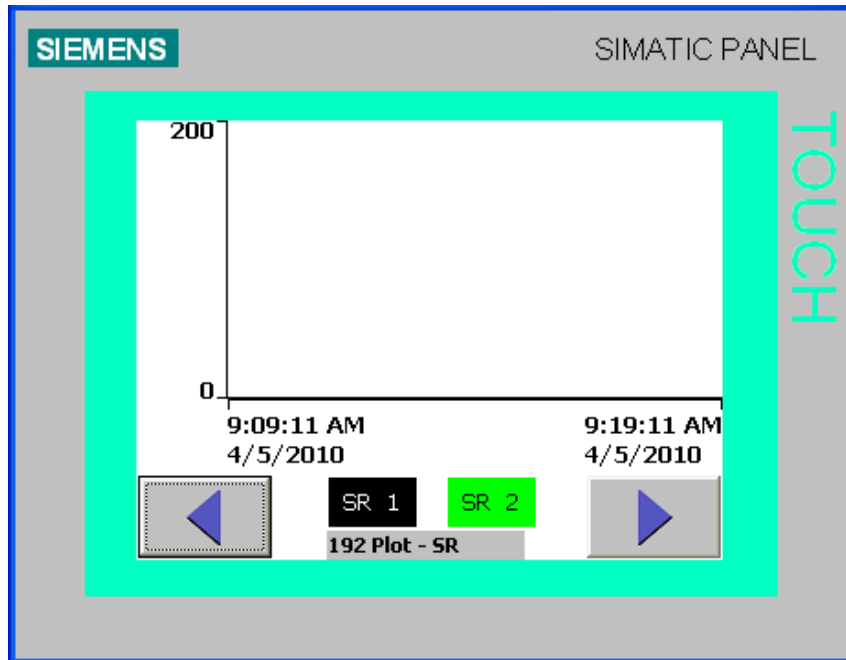 SIEMENS
SIMATIC PANEL
TOUCH
200
0
9:09:11 AM
4/5/2010
9:19:11 AM
4/5/2010
SR 1
SR 2
192 Plot - SR